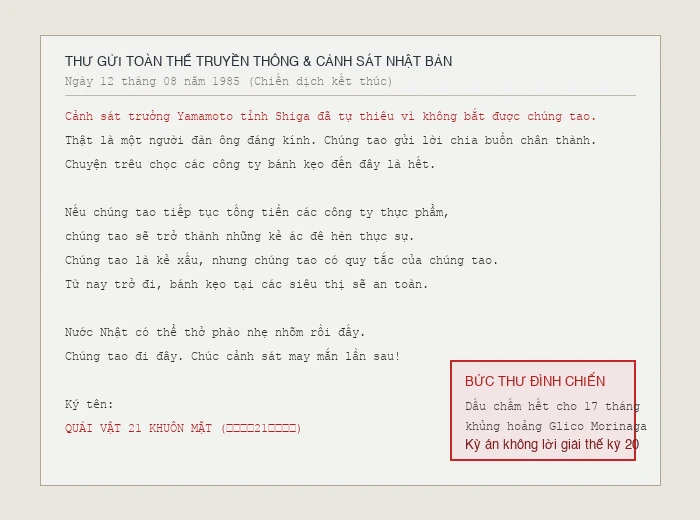 THƯ GỬI TOÀN THỂ TRUYỀN THÔNG & CẢNH SÁT NHẬT BẢN
Ngày 12 tháng 08 năm 1985 (Chiến dịch kết thúc)
Cảnh sát trưởng Yamamoto tỉnh Shiga đã tự thiêu vì không bắt được chúng tao.
Thật là một người đàn ông đáng kính. Chúng tao gửi lời chia buồn chân thành.
Chuyện trêu chọc các công ty bánh kẹo đến đây là hết.
Nếu chúng tao tiếp tục tống tiền các công ty thực phẩm,
chúng tao sẽ trở thành những kẻ ác đê hèn thực sự.
Chúng tao là kẻ xấu, nhưng chúng tao có quy tắc của chúng tao.
Từ nay trở đi, bánh kẹo tại các siêu thị sẽ an toàn.
Nước Nhật có thể thở phào nhẹ nhõm rồi đấy.
Chúng tao đi đây. Chúc cảnh sát may mắn lần sau!
Ký tên:
QUÁI VẬT 21 KHUÔN MẶT (□□□□21□□□□)
BỨC THƯ ĐÌNH CHIẾN
Dấu chấm hết cho 17 tháng
khủng hoảng Glico Morinaga
Kỳ án không lời giải thế kỷ 20